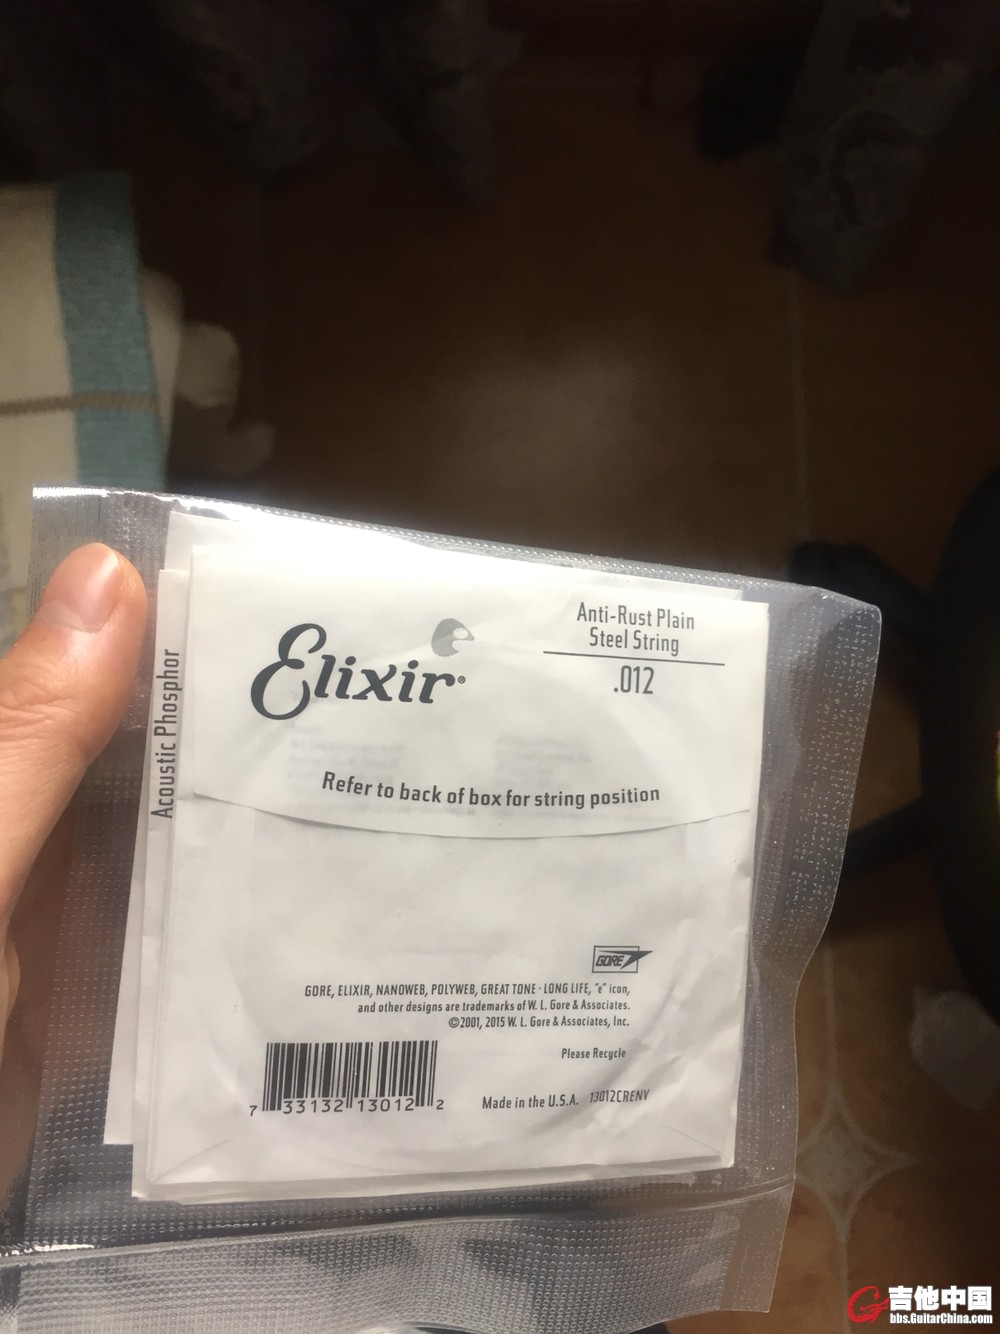 Elixir®
Anti-Rust Plain
Steel String
.012
Acoustic Phosphor
Refer to back of box for string position
GORE
GORE, ELIXIR, NANOWEB, POLYWEB, GREAT TONE · LONG LIFE, "e" icon,
and other designs are trademarks of W. L. Gore & Associates.
©2001, 2015 W. L. Gore & Associates, Inc.
Please Recycle
7 33132 13012 2
Made in the U.S.A. 13012CRENV
吉他中国
bbs.GuitarChina.com